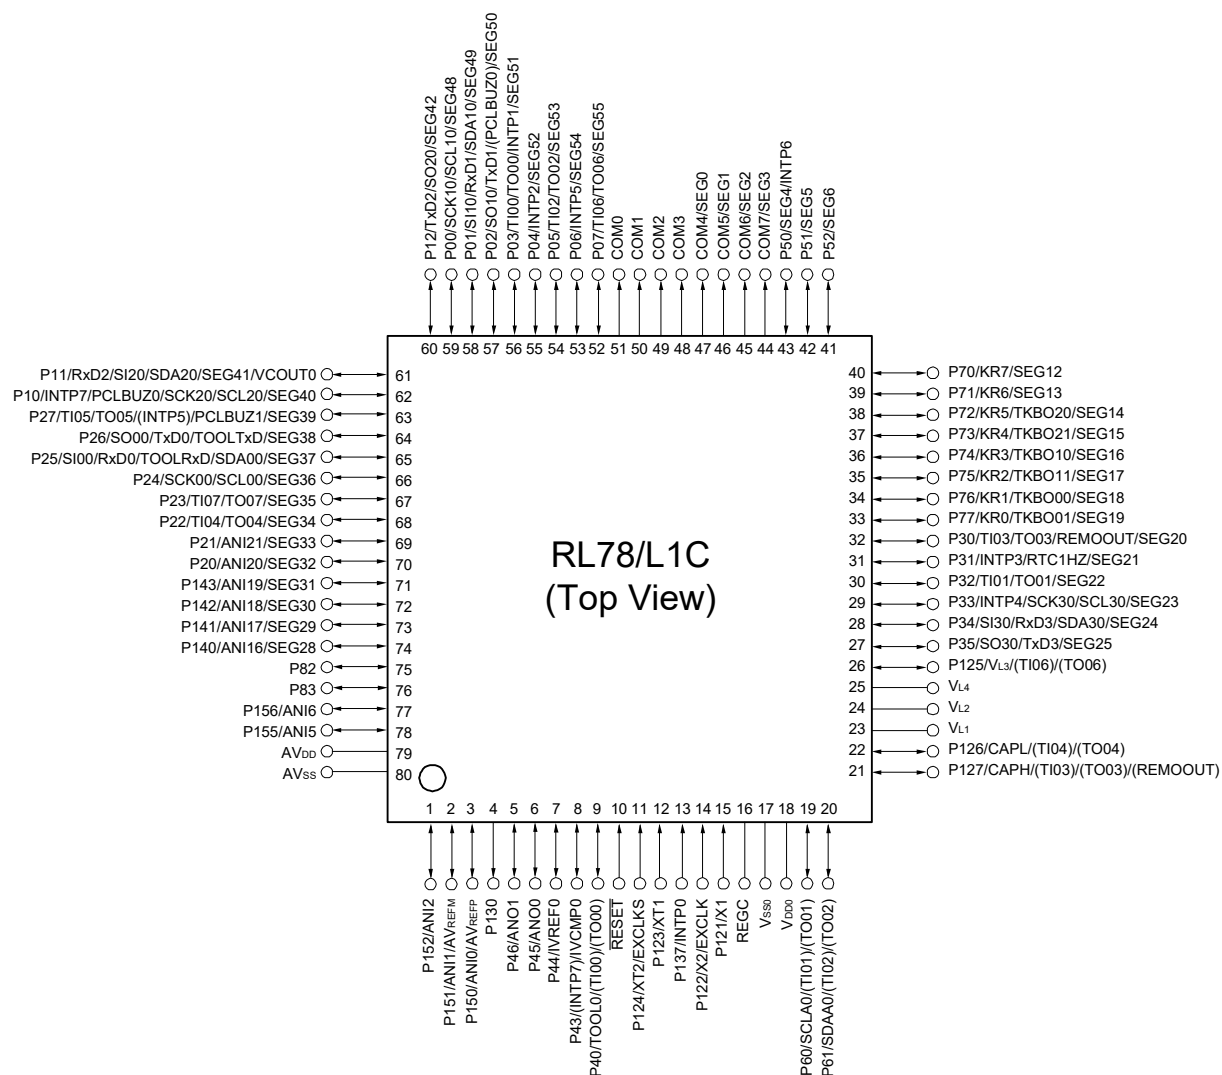 P12/TxD2/SO20/SEG42
P00/SCK10/SCL10/SEG48
P01/SI10/RxD1/SDA10/SEG49
P02/SO10/TxD1/(PCLBUZ0)/SEG50
P03/TI00/TO00/INTP1/SEG51
P04/INTP2/SEG52
P05/TI02/TO02/SEG53
P06/INTP5/SEG54
P07/TI06/TO06/SEG55
COM0
COM1
COM2
COM3
COM4/SEG0
COM5/SEG1
COM6/SEG2
COM7/SEG3
P50/SEG4/INTP6
P51/SEG5
P52/SEG6
60 59 58 57 56 55 54 53 52 51 50 49 48 47 46 45 44 43 42 41
P11/RxD2/SI20/SDA20/SEG41/VCOUT0 61
P10/INTP7/PCLBUZ0/SCK20/SCL20/SEG40 62
P27/TI05/TO05/(INTP5)/PCLBUZ1/SEG39 63
P26/SO00/TxD0/TOOLTxD/SEG38 64
P25/SI00/RxD0/TOOLRxD/SDA00/SEG37 65
P24/SCK00/SCL00/SEG36 66
P23/TI07/TO07/SEG35 67
P22/TI04/TO04/SEG34 68
P21/ANI21/SEG33 69
P20/ANI20/SEG32 70
P143/ANI19/SEG31 71
P142/ANI18/SEG30 72
P141/ANI17/SEG29 73
P140/ANI16/SEG28 74
P82 75
P83 76
P156/ANI6 77
P155/ANI5 78
AVDD 79
AVSS 80
RL78/L1C
(Top View)
40 P70/KR7/SEG12
39 P71/KR6/SEG13
38 P72/KR5/TKBO20/SEG14
37 P73/KR4/TKBO21/SEG15
36 P74/KR3/TKBO10/SEG16
35 P75/KR2/TKBO11/SEG17
34 P76/KR1/TKBO00/SEG18
33 P77/KR0/TKBO01/SEG19
32 P30/TI03/TO03/REMOOUT/SEG20
31 P31/INTP3/RTC1HZ/SEG21
30 P32/TI01/TO01/SEG22
29 P33/INTP4/SCK30/SCL30/SEG23
28 P34/SI30/RxD3/SDA30/SEG24
27 P35/SO30/TxD3/SEG25
26 P125/VL3/(TI06)/(TO06)
25 VL4
24 VL2
23 VL1
22 P126/CAPL/(TI04)/(TO04)
21 P127/CAPH/(TI03)/(TO03)/(REMOOUT)
1 2 3 4 5 6 7 8 9 10 11 12 13 14 15 16 17 18 19 20
P152/ANI2
P151/ANI1/AVREFM
P150/ANI0/AVREFP
P130
P46/ANO1
P45/ANO0
P44/IVREF0
P43/(INTP7)/IVCMP0
P40/TOOL0/(TI00)/(TO00)
RESET
P124/XT2/EXCLKS
P123/XT1
P137/INTP0
P122/X2/EXCLK
P121/X1
REGC
VSS0
VDD0
P60/SCLA0/(TI01)/(TO01)
P61/SDAA0/(TI02)/(TO02)